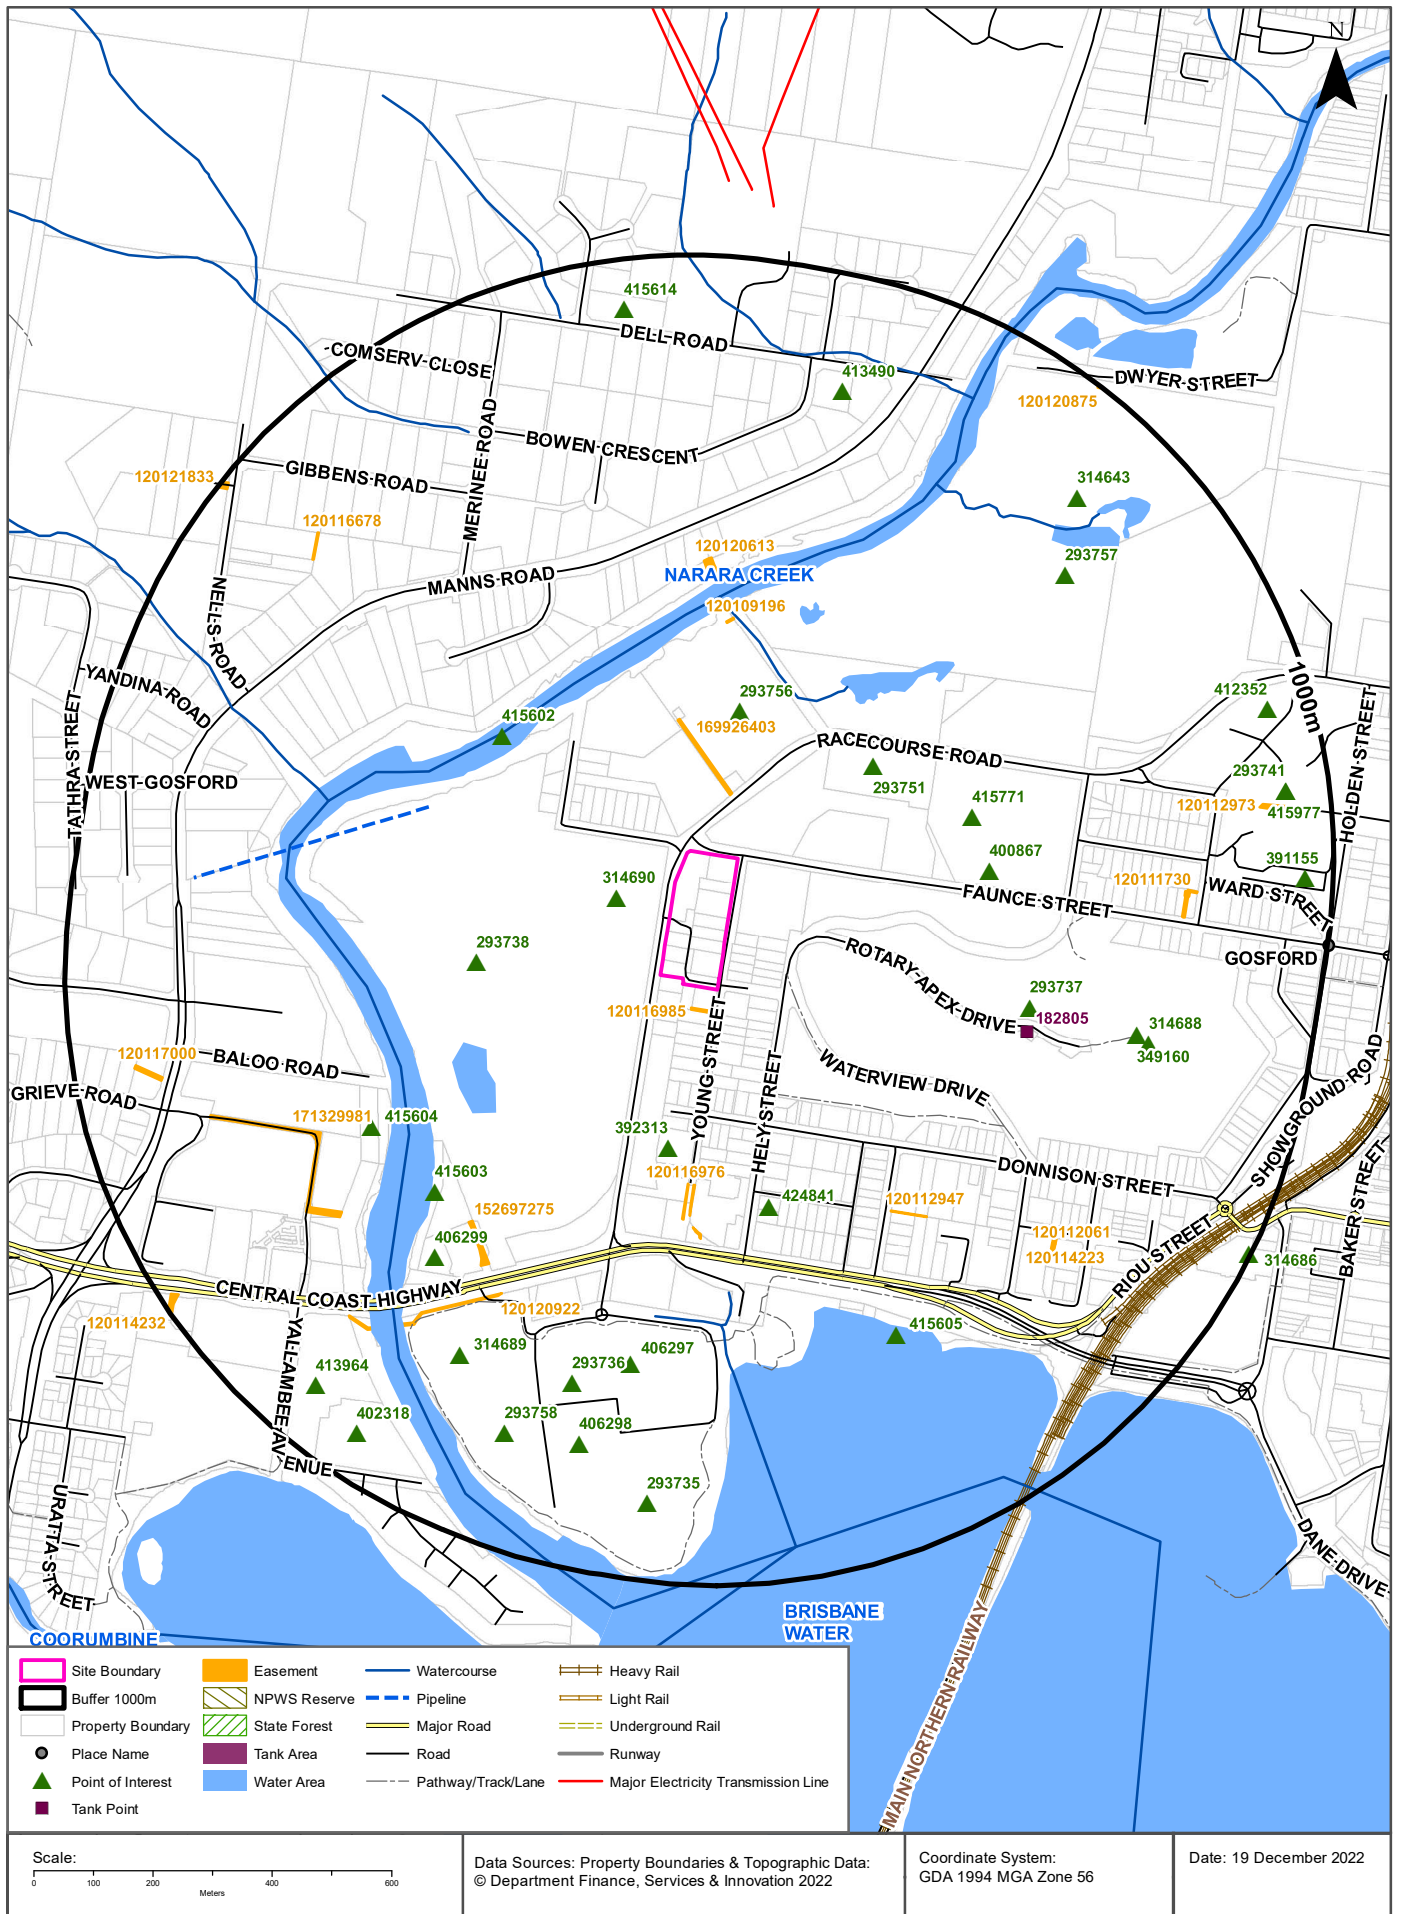 N
415614
DELL ROAD
COMSERV CLOSE
413490
DWYER STREET
120120875
MERINEE ROAD
BOWEN CRESCENT
GIBBENS ROAD
120121833
314643
120116678
120120613
293757
MANNS ROAD
NARARA CREEK
NELLS ROAD
120109196
1000m
YANDINA ROAD
TATHRA STREET
293756
412352
415602
169926403
HOLDEN STREET
RACECOURSE ROAD
WEST GOSFORD
293741
293751
415771
120112973
415977
400867
391155
314690
120111730
WARD STREET
FAUNCE STREET
293738
ROTARY APEX DRIVE
GOSFORD
293737
120116985
182805
314688
349160
YOUNG STREET
120117000
BALOO ROAD
WATERVIEW DRIVE
HELY STREET
SHOWGROUND ROAD
GRIEVE ROAD
171329981
415604
392313
BAKER STREET
120116976
DONNISON STREET
415603
424841
120112947
152697275
120112061
RIOU STREET
406299
120114223
314686
CENTRAL COAST HIGHWAY
120120922
120114232
415605
YALLAMBEE AVENUE
314689
406297
293736
413964
402318
293758
406298
293735
URATTA STREET
DANE DRIVE
BRISBANE
WATER
COORUMBINE
MAIN NORTHERN RAILWAY
Site Boundary
Easement
Watercourse
Heavy Rail
Buffer 1000m
NPWS Reserve
Pipeline
Light Rail
Property Boundary
State Forest
Major Road
Underground Rail
Place Name
Tank Area
Road
Runway
Point of Interest
Water Area
Pathway/Track/Lane
Major Electricity Transmission Line
Tank Point
Scale:
0 100 200 400 600
Meters
Data Sources: Property Boundaries & Topographic Data:
© Department Finance, Services & Innovation 2022
Coordinate System:
GDA 1994 MGA Zone 56
Date: 19 December 2022